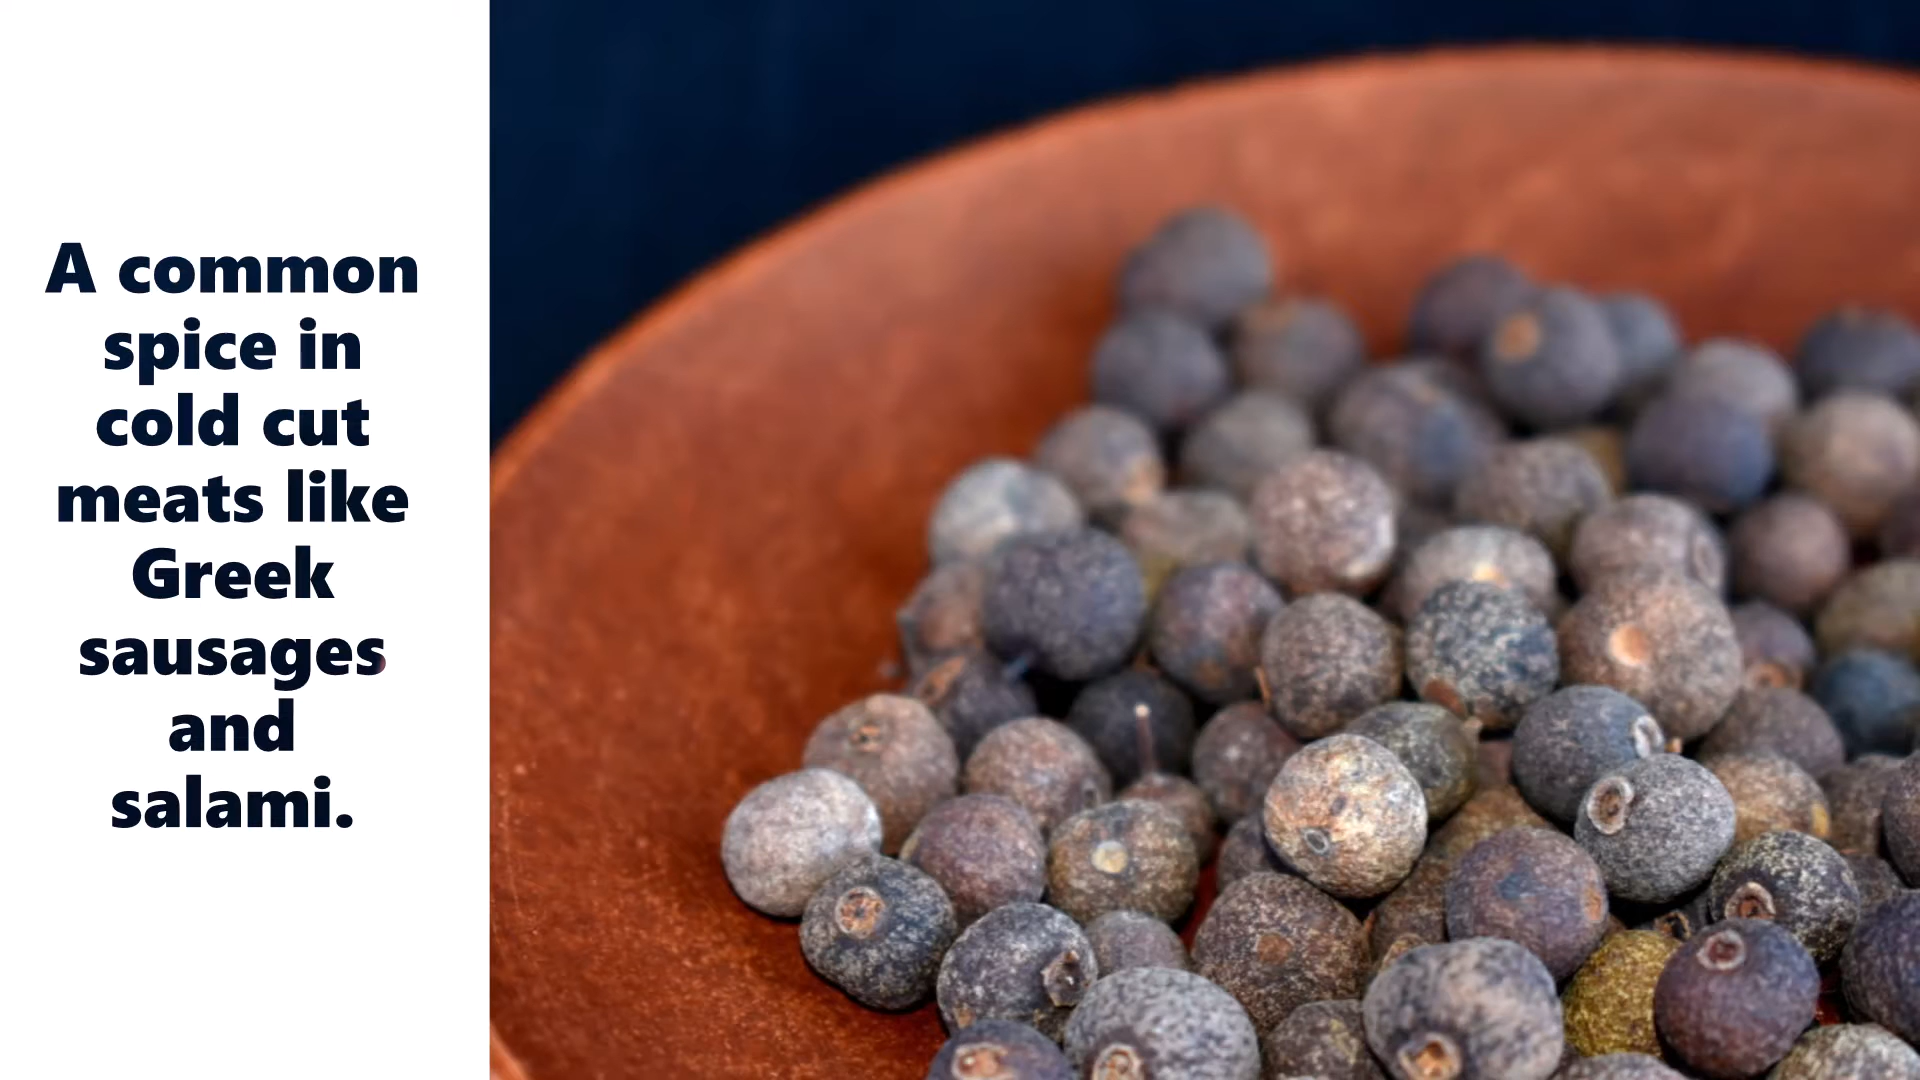 A common
spice in
cold cut
meats like
Greek
sausages
and
salami.